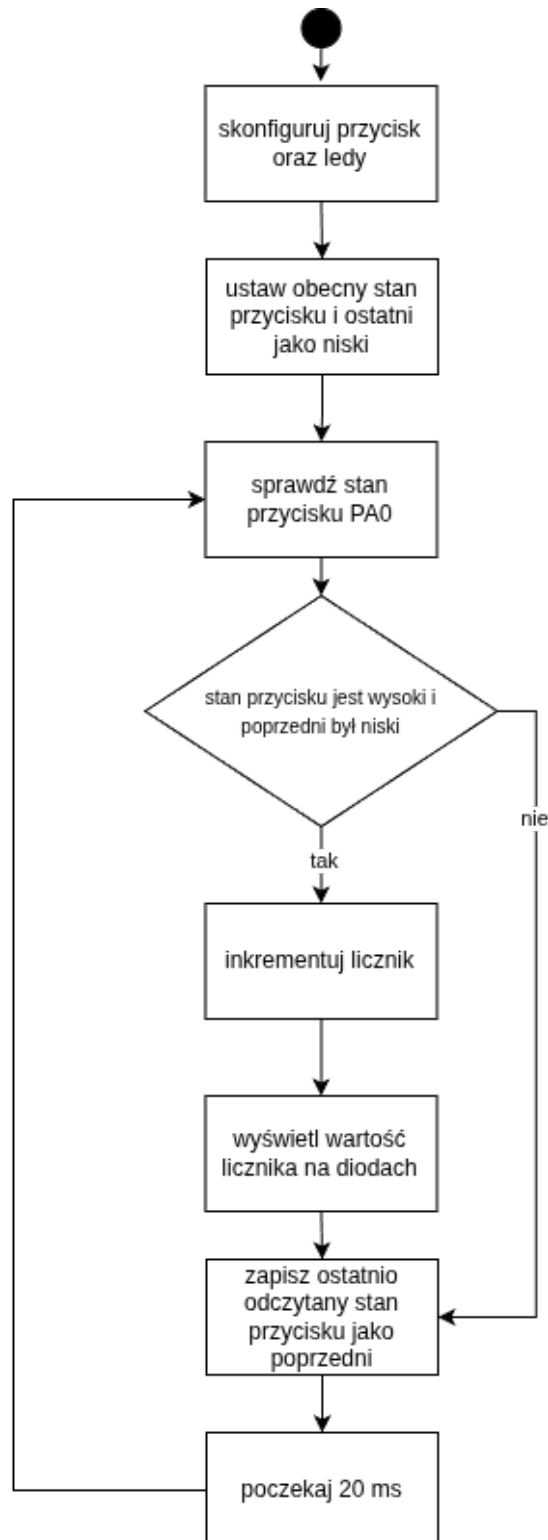 skonfiguruj przycisk
oraz ledy
ustaw obecny stan
przycisku i ostatni
jako niski
sprawdź stan
przycisku PA0
stan przycisku jest wysoki i
poprzedni był niski
nie
tak
inkrementuj licznik
wyświetl wartość
licznika na diodach
zapisz ostatnio
odczytany stan
przycisku jako
poprzedni
poczekaj 20 ms